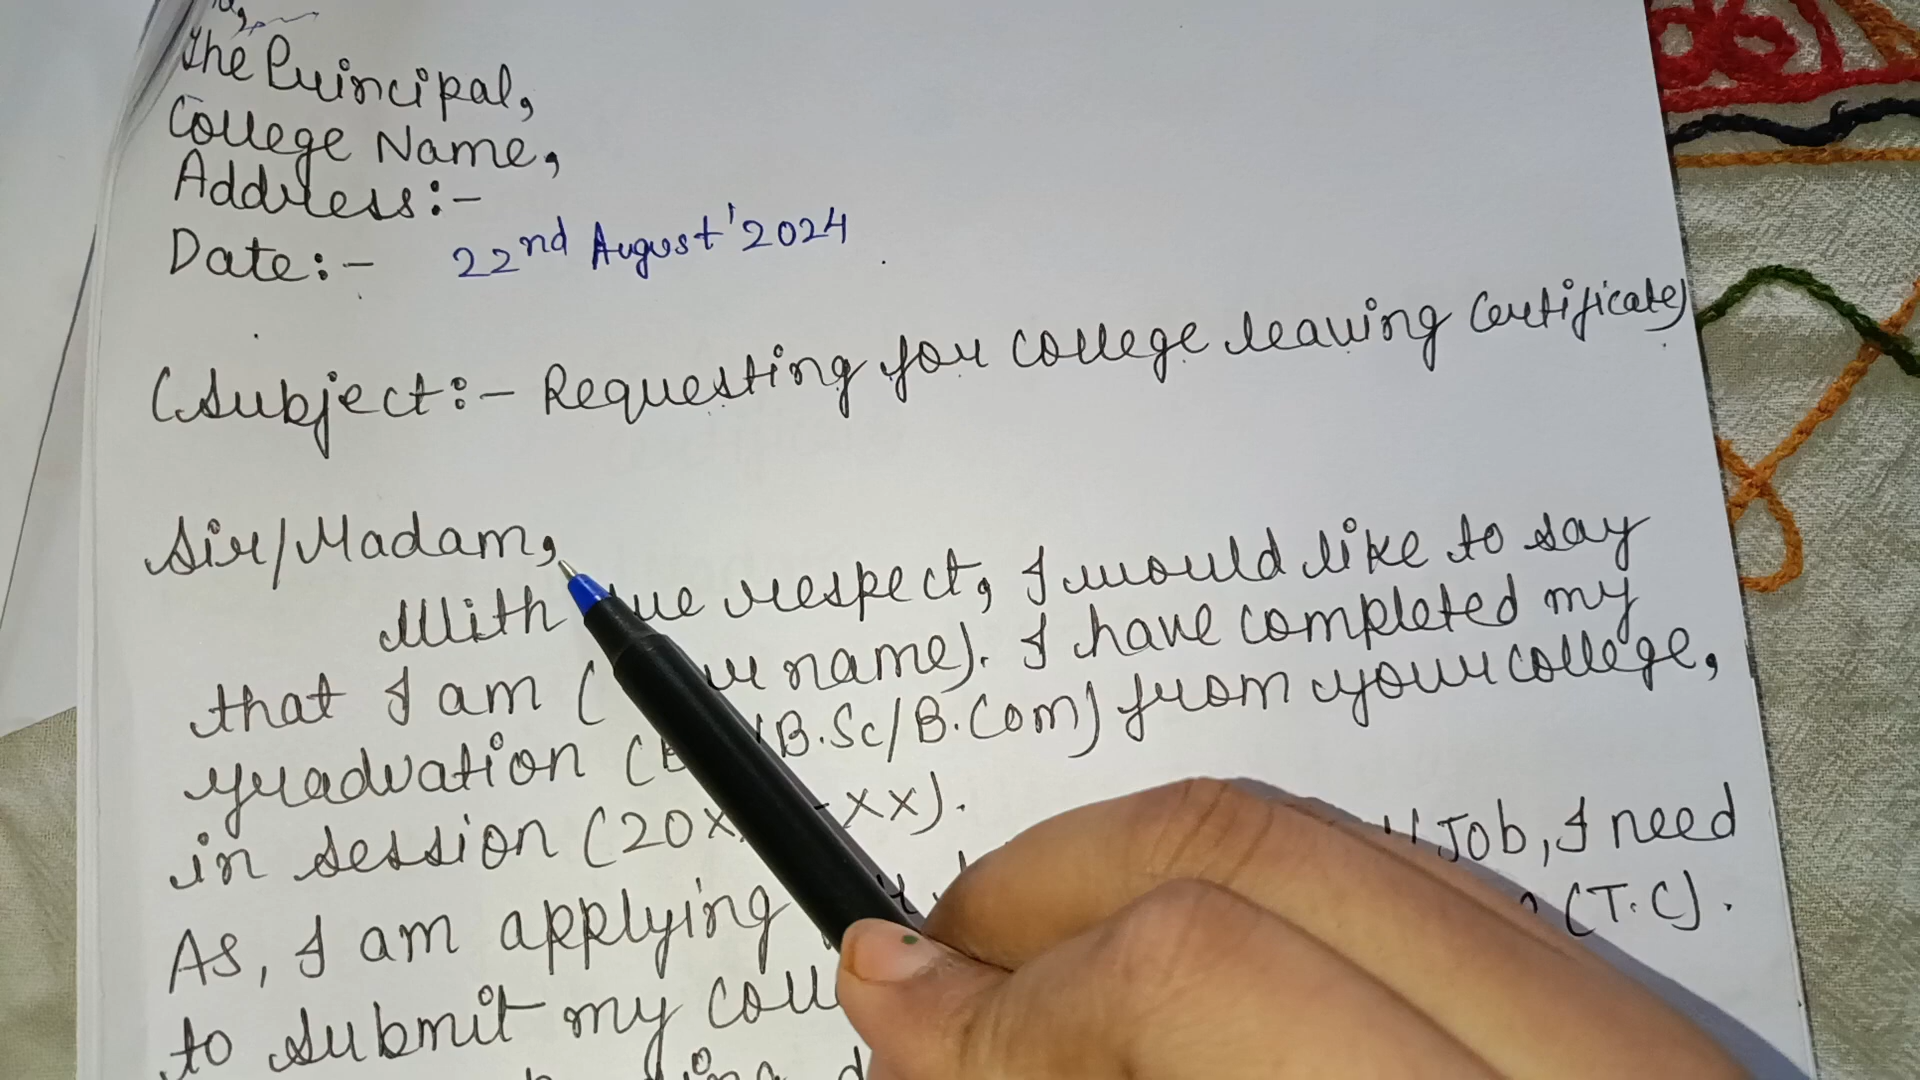 The Principal,
College Name,
Address:-
Date:- 22nd August'2024
(Subject:- Requesting for college leaving Certificate)
Sir/Madam,
With respect, I would like to say
that I am ( name). I have completed my
graduation ( B.Sc/B.Com) from your college,
in session (20x -xx).
As, I am applying Job, I need
to submit my (T.C).